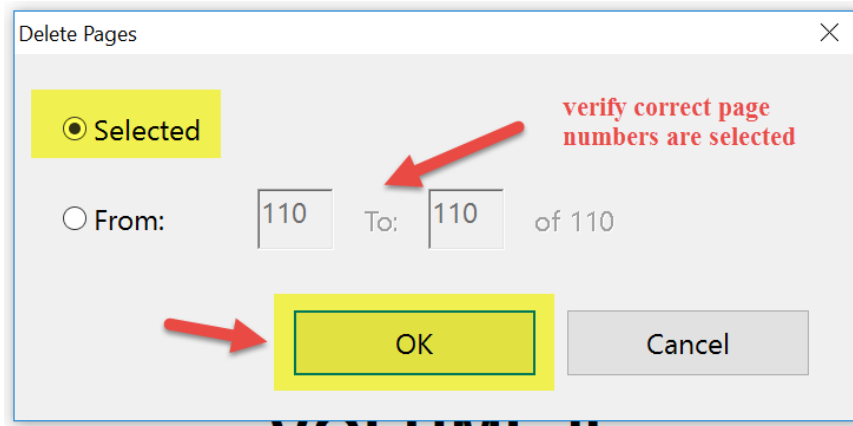 Delete Pages
Selected
verify correct page
numbers are selected
From: 110 To: 110 of 110
OK Cancel